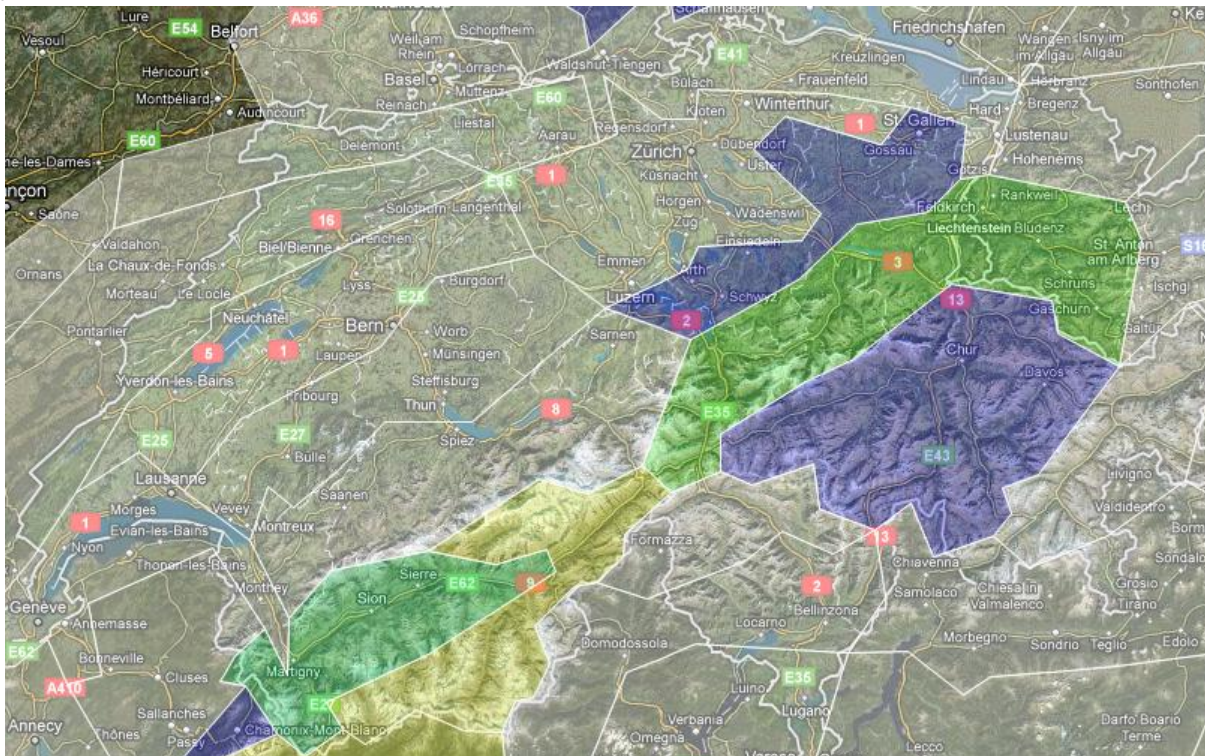 Lure
E54
A36
Belfort
Vesoul
Schopfheim
Schaffhausen
Friedrichshafen
Weil am
Rhein
Lörrach
Waldshut-Tiengen
E41
Kreuzlingen
Wangen
im Allgäu
Isny im
Allgäu
Héricourt
Basel
Muttenz
Reinach
Bülach
Frauenfeld
Lindau
Hörbranz
Sonthofen
Montbéliard
Audincourt
E60
Liestal
E60
Kloten
Winterthur
Hard
Bregenz
Aarau
Regensdorf
1
St. Gallen
Lustenau
Delémont
Zürich
Dübendorf
Gossau
Hohenems
Uster
E35
1
Küsnacht
Götzis
Saône
16
Solothurn
Langenthal
Horgen
Wädenswil
Feldkirch
Rankweil
Lech
Grenchen
Zug
Valdahon
Biel/Bienne
Liechtenstein
Bludenz
Einsiedeln
St. Anton
am Arlberg
S16
Ornans
La Chaux-de-Fonds
Emmen
Arth
3
Schruns
Morteau
Le Locle
Lyss
E25
Burgdorf
Luzern
Schwyz
13
Ischgl
Neuchâtel
Bern
2
Gaschurn
Pontarlier
Worb
Sarnen
Galtür
5
1
Laupen
Münsingen
Chur
Yverdon-les-Bains
Steffisburg
Davos
Fribourg
Thun
8
E35
E25
E27
Spiez
Bulle
E43
Lausanne
Livigno
Saanen
Morges
Vevey
Valdidentro
1
Évian-les-Bains
Montreux
Nyon
Formazza
13
Thonon-les-Bains
Chiavenna
Sierre
Monthey
E62
9
2
Samolaco
Chiesa in
Valmalenco
Grosio
Tirano
Genève
Sion
Bellinzona
Annemasse
Locarno
E62
Domodossola
Morbegno
Sondrio
Teglio
Edolo
Bonneville
Martigny
A410
Cluses
E35
Luino
Lugano
Sallanches
Chamonix-Mont-Blanc
Annecy
Passy
Thônes
Verbania
Omegna
Lecco
Darfo Boario
Terme